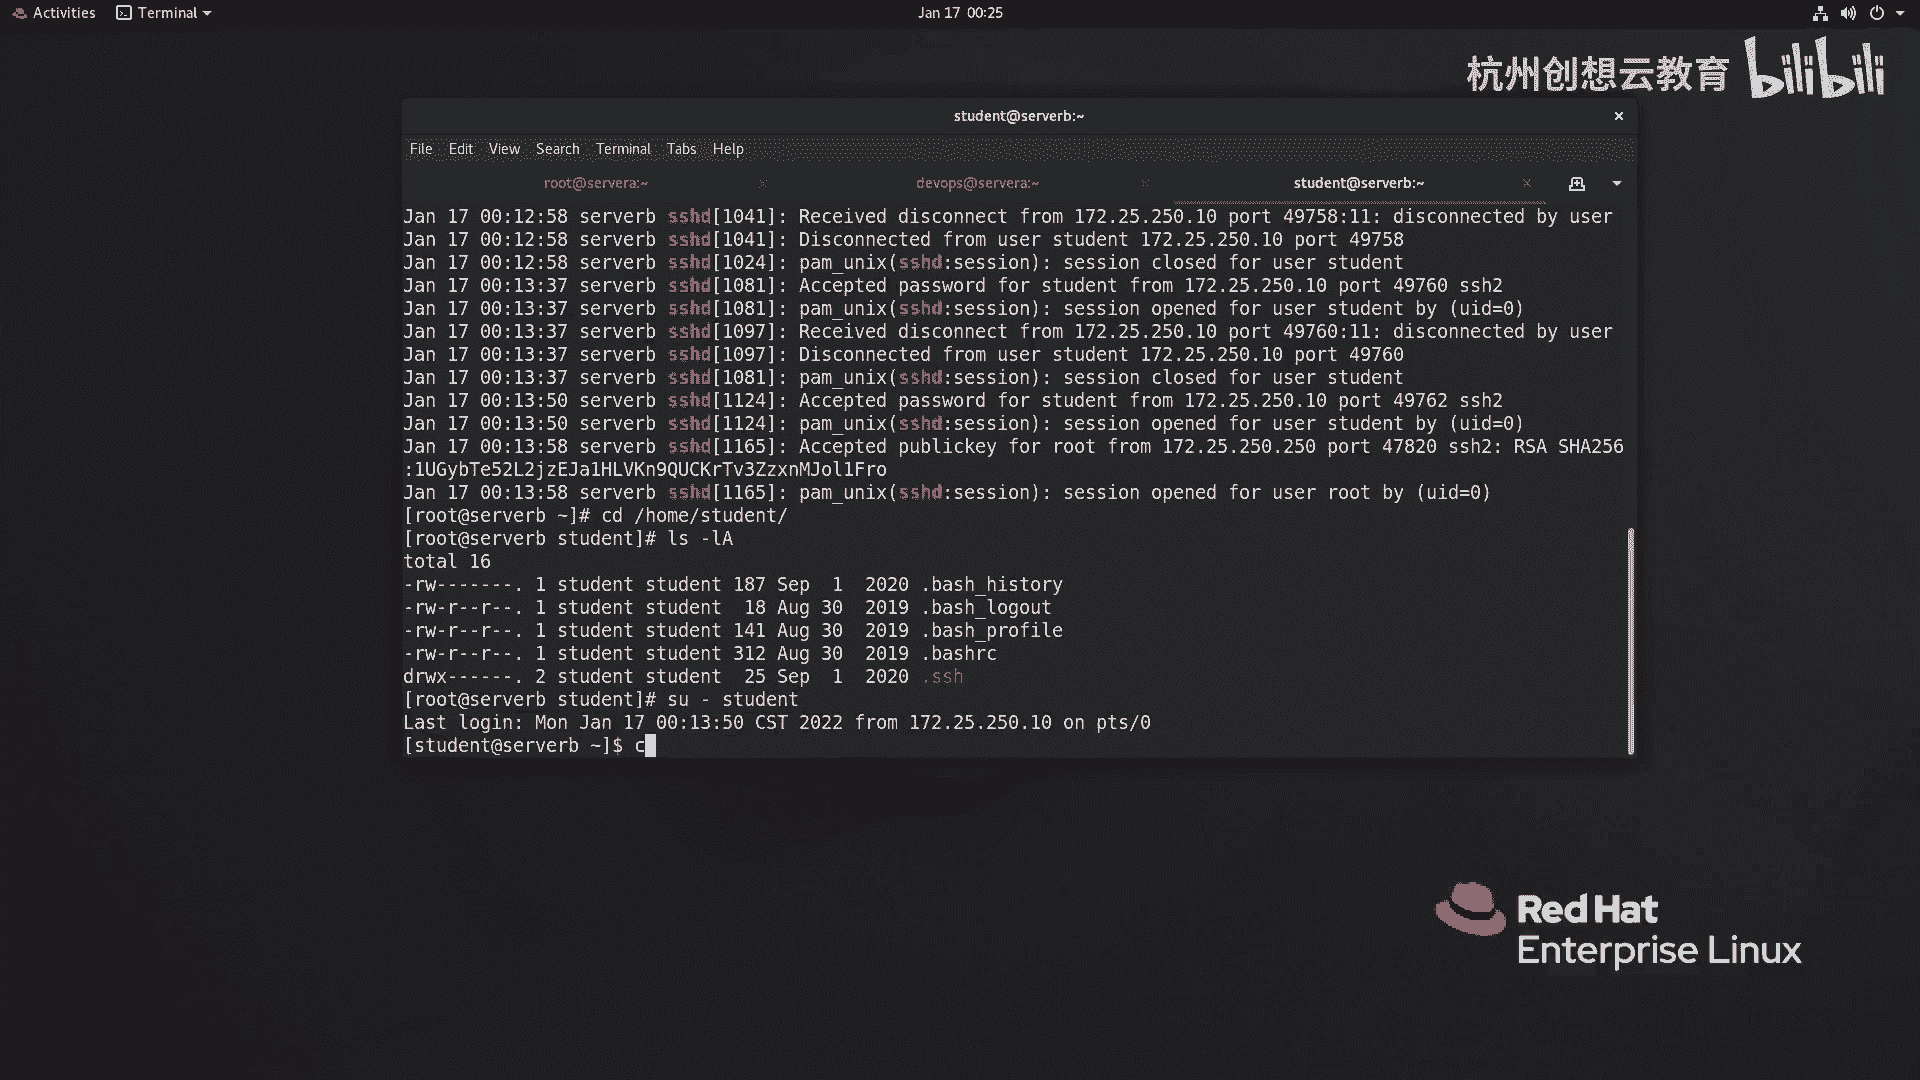 Activities Terminal Jan 17 00:25
杭州创想云教育 bilibili
student@serverb:~
File Edit View Search Terminal Tabs Help
root@servera:~ devops@servera:~ student@serverb:~
Jan 17 00:12:58 serverb sshd[1041]: Received disconnect from 172.25.250.10 port 49758:11: disconnected by user
Jan 17 00:12:58 serverb sshd[1041]: Disconnected from user student 172.25.250.10 port 49758
Jan 17 00:12:58 serverb sshd[1024]: pam_unix(sshd:session): session closed for user student
Jan 17 00:13:37 serverb sshd[1081]: Accepted password for student from 172.25.250.10 port 49760 ssh2
Jan 17 00:13:37 serverb sshd[1081]: pam_unix(sshd:session): session opened for user student by (uid=0)
Jan 17 00:13:37 serverb sshd[1097]: Received disconnect from 172.25.250.10 port 49760:11: disconnected by user
Jan 17 00:13:37 serverb sshd[1097]: Disconnected from user student 172.25.250.10 port 49760
Jan 17 00:13:37 serverb sshd[1081]: pam_unix(sshd:session): session closed for user student
Jan 17 00:13:50 serverb sshd[1124]: Accepted password for student from 172.25.250.10 port 49762 ssh2
Jan 17 00:13:50 serverb sshd[1124]: pam_unix(sshd:session): session opened for user student by (uid=0)
Jan 17 00:13:58 serverb sshd[1165]: Accepted publickey for root from 172.25.250.250 port 47820 ssh2: RSA SHA256
:1UGybTe52L2jzEJa1HLVKn9QUCKrTv3ZzxnMJol1Fro
Jan 17 00:13:58 serverb sshd[1165]: pam_unix(sshd:session): session opened for user root by (uid=0)
[root@serverb ~]# cd /home/student/
[root@serverb student]# ls -lA
total 16
-rw-------. 1 student student 187 Sep  1  2020 .bash_history
-rw-r--r--. 1 student student  18 Aug 30  2019 .bash_logout
-rw-r--r--. 1 student student 141 Aug 30  2019 .bash_profile
-rw-r--r--. 1 student student 312 Aug 30  2019 .bashrc
drwx------. 2 student student  25 Sep  1  2020 .ssh
[root@serverb student]# su - student
Last login: Mon Jan 17 00:13:50 CST 2022 from 172.25.250.10 on pts/0
[student@serverb ~]$ c
Red Hat
Enterprise Linux